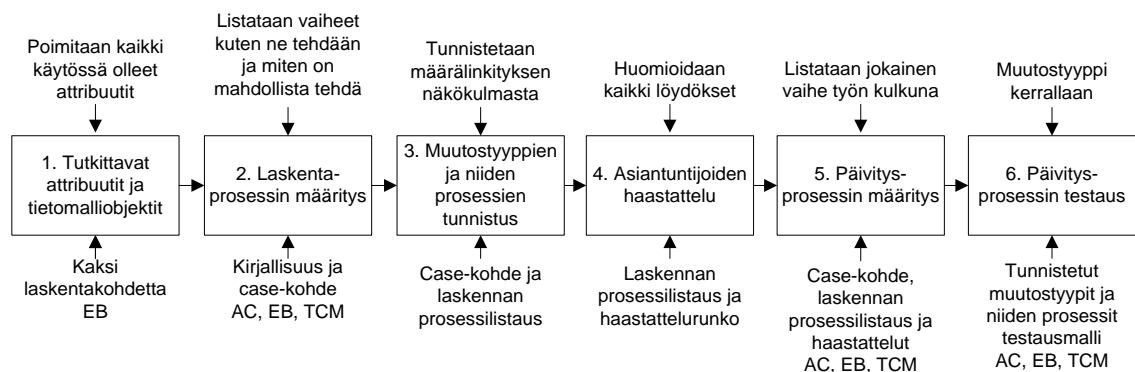 Poimitaan kaikki
käytössä olleet
attribuutit
Listataan vaiheet
kuten ne tehdään
ja miten on
mahdollista tehdä
Tunnistetaan
määrälinkityksen
näkökulmasta
Huomioidaan
kaikki löydökset
Listataan jokainen
vaihe työn kulkuna
Muutostyyppi
kerrallaan
1. Tutkittavat
attribuutit ja
tietomalliobjektit
2. Laskenta-
prosessin määritys
3. Muutostyyppien
ja niiden
prosessien
tunnistus
4. Asiantuntijoiden
haastattelu
5. Päivitys-
prosessin määritys
6. Päivitys-
prosessin testaus
Kaksi
laskentakohdetta
EB
Kirjallisuus ja
case-kohde
AC, EB, TCM
Case-kohde ja
laskennan
prosessilistaus
Laskennan
prosessilistaus ja
haastattelurunko
Case-kohde,
laskennan
prosessilistaus ja
haastattelut
AC, EB, TCM
Tunnistetut
muutostyypit ja
niiden prosessit
testausmalli
AC, EB, TCM